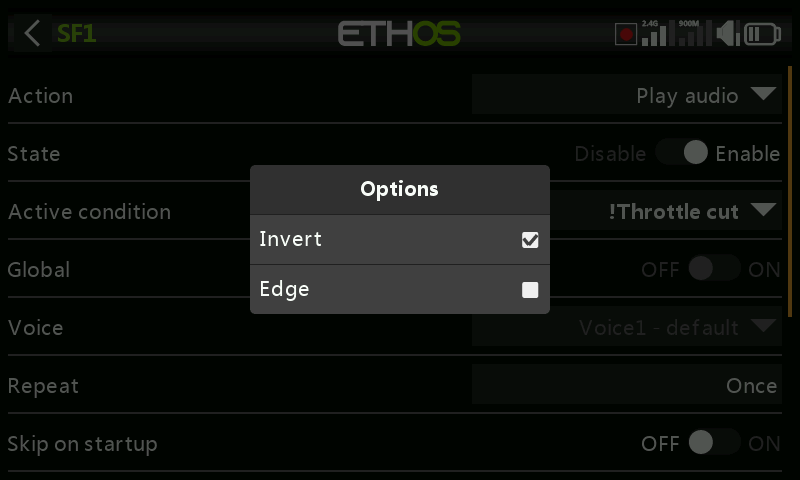 SF1
ETHOS
2.4G
900M
Action
Play audio
State
Disable
Enable
Options
Active condition
!Throttle cut
Invert
Global
OFF
ON
Edge
Voice
Voice1 - default
Repeat
Once
Skip on startup
OFF
ON